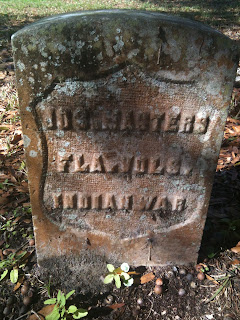 JOS. MASTERS
FLA. VOLS.
INDIAN WAR.